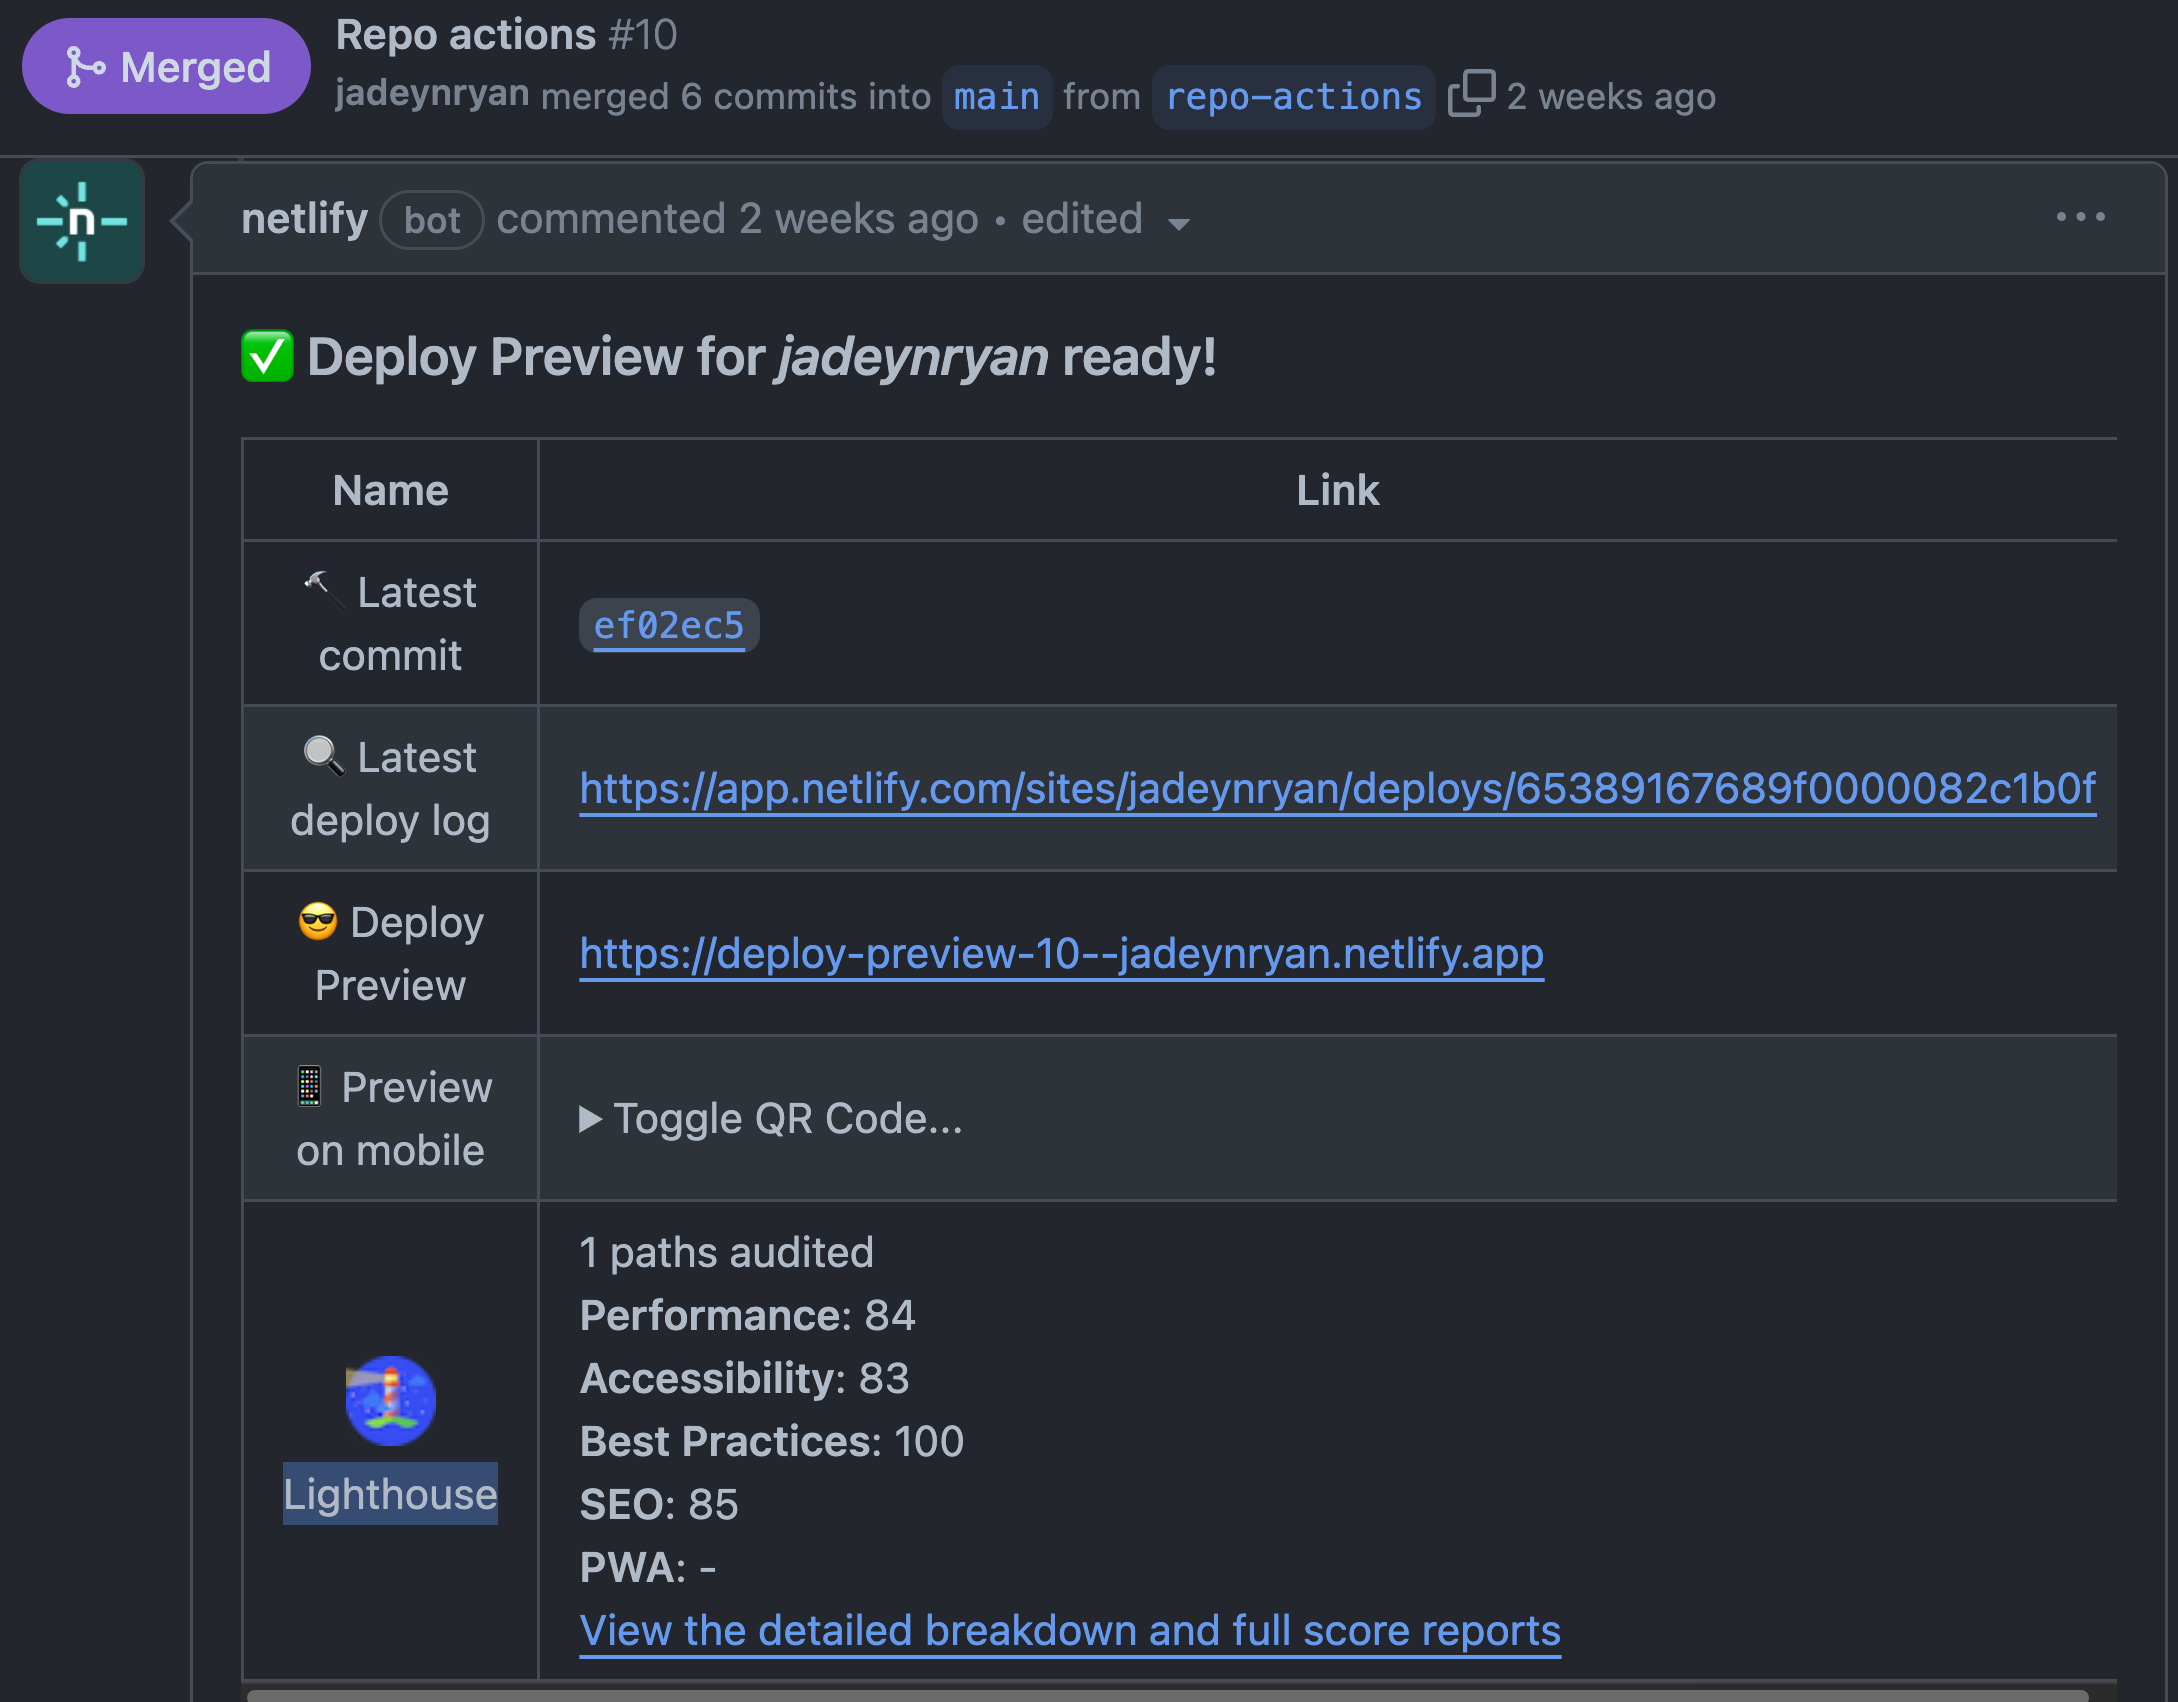 Merged
Repo actions #10
jadeynryan merged 6 commits into main from repo-actions 2 weeks ago
n
netlify bot commented 2 weeks ago • edited
✅ Deploy Preview for jadeynryan ready!
Name Link
🔨 Latest
commit
ef02ec5
🔍 Latest
deploy log
https://app.netlify.com/sites/jadeynryan/deploys/65389167689f0000082c1b0f
😎 Deploy
Preview
https://deploy-preview-10--jadeynryan.netlify.app
📱 Preview
on mobile
▶ Toggle QR Code...
Lighthouse
1 paths audited
Performance: 84
Accessibility: 83
Best Practices: 100
SEO: 85
PWA: -
View the detailed breakdown and full score reports